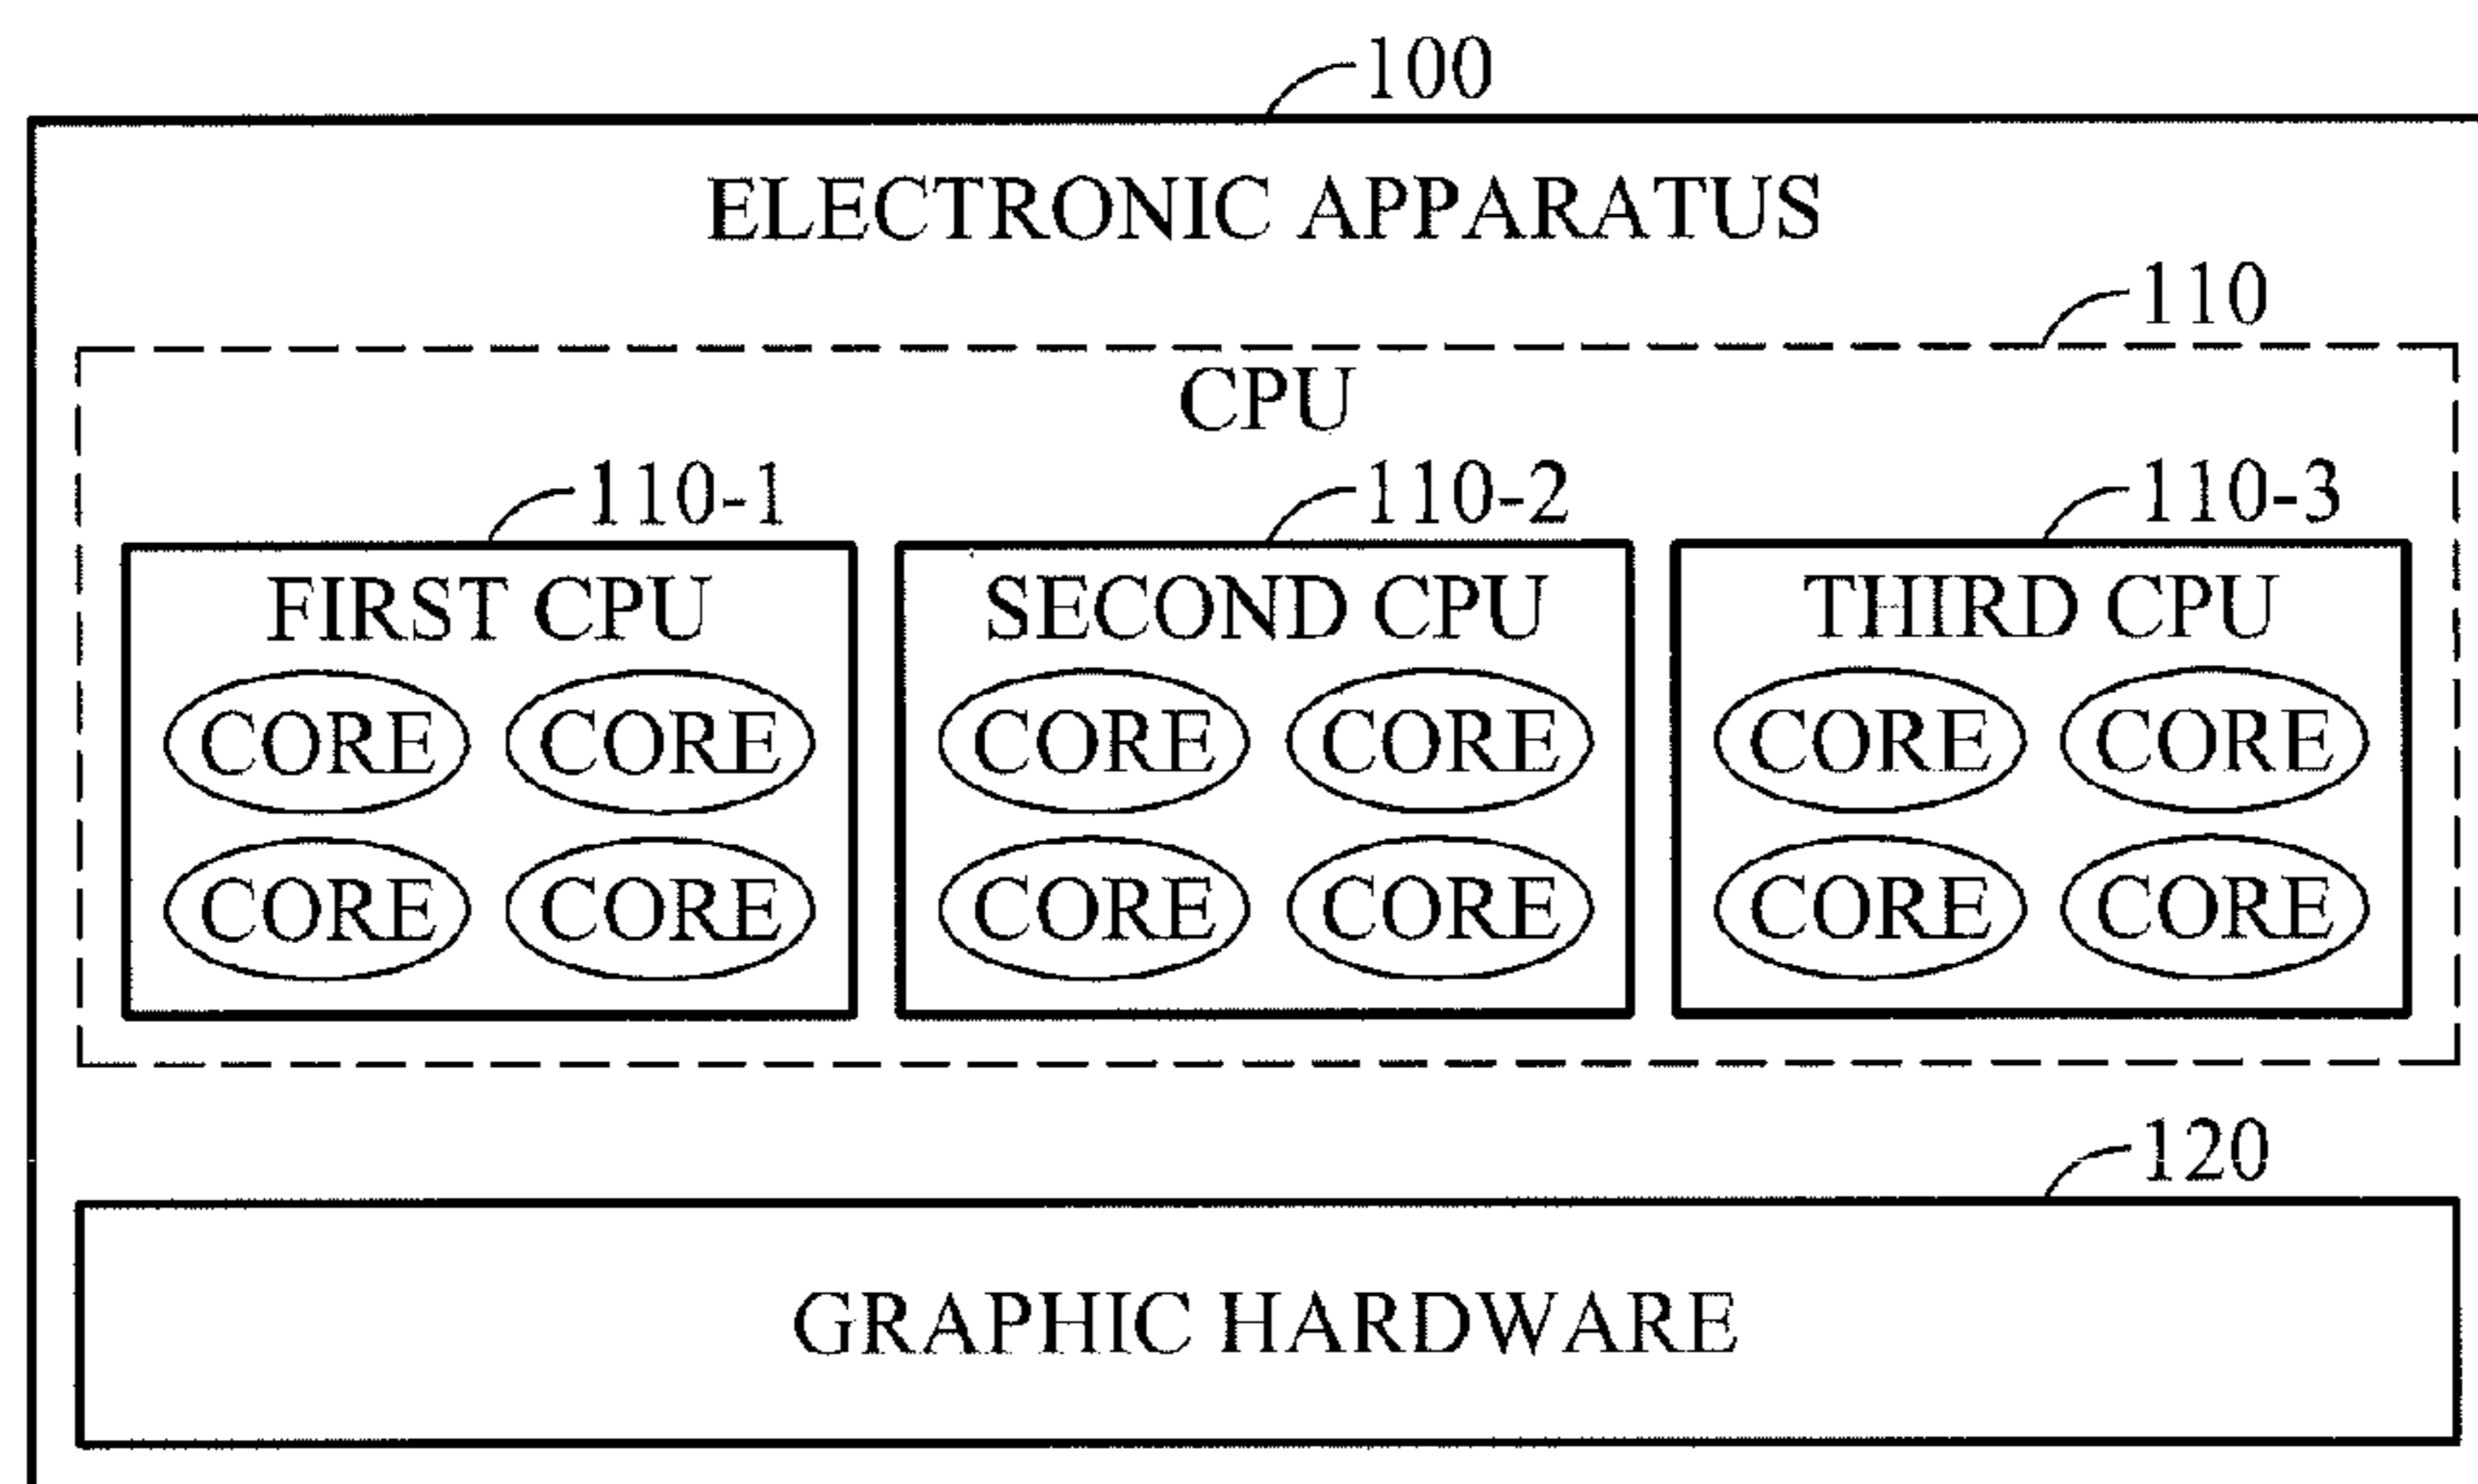 100
ELECTRONIC APPARATUS
110
CPU
110-1 110-2 110-3
FIRST CPU SECOND CPU THIRD CPU
CORE CORE CORE CORE CORE CORE
CORE CORE CORE CORE CORE CORE
120
GRAPHIC HARDWARE